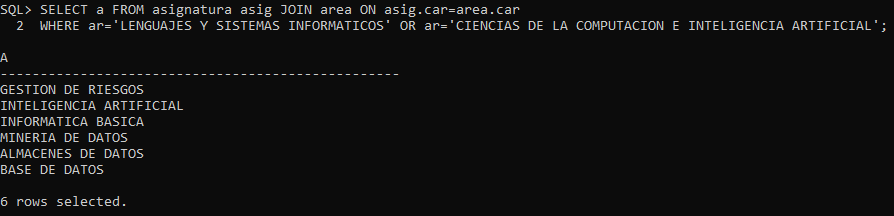 SQL> SELECT a FROM asignatura asig JOIN area ON asig.car=area.car
  2  WHERE ar='LENGUAJES Y SISTEMAS INFORMATICOS' OR ar='CIENCIAS DE LA COMPUTACION E INTELIGENCIA ARTIFICIAL';
A
--------------------------------------------------
GESTION DE RIESGOS
INTELIGENCIA ARTIFICIAL
INFORMATICA BASICA
MINERIA DE DATOS
ALMACENES DE DATOS
BASE DE DATOS
6 rows selected.